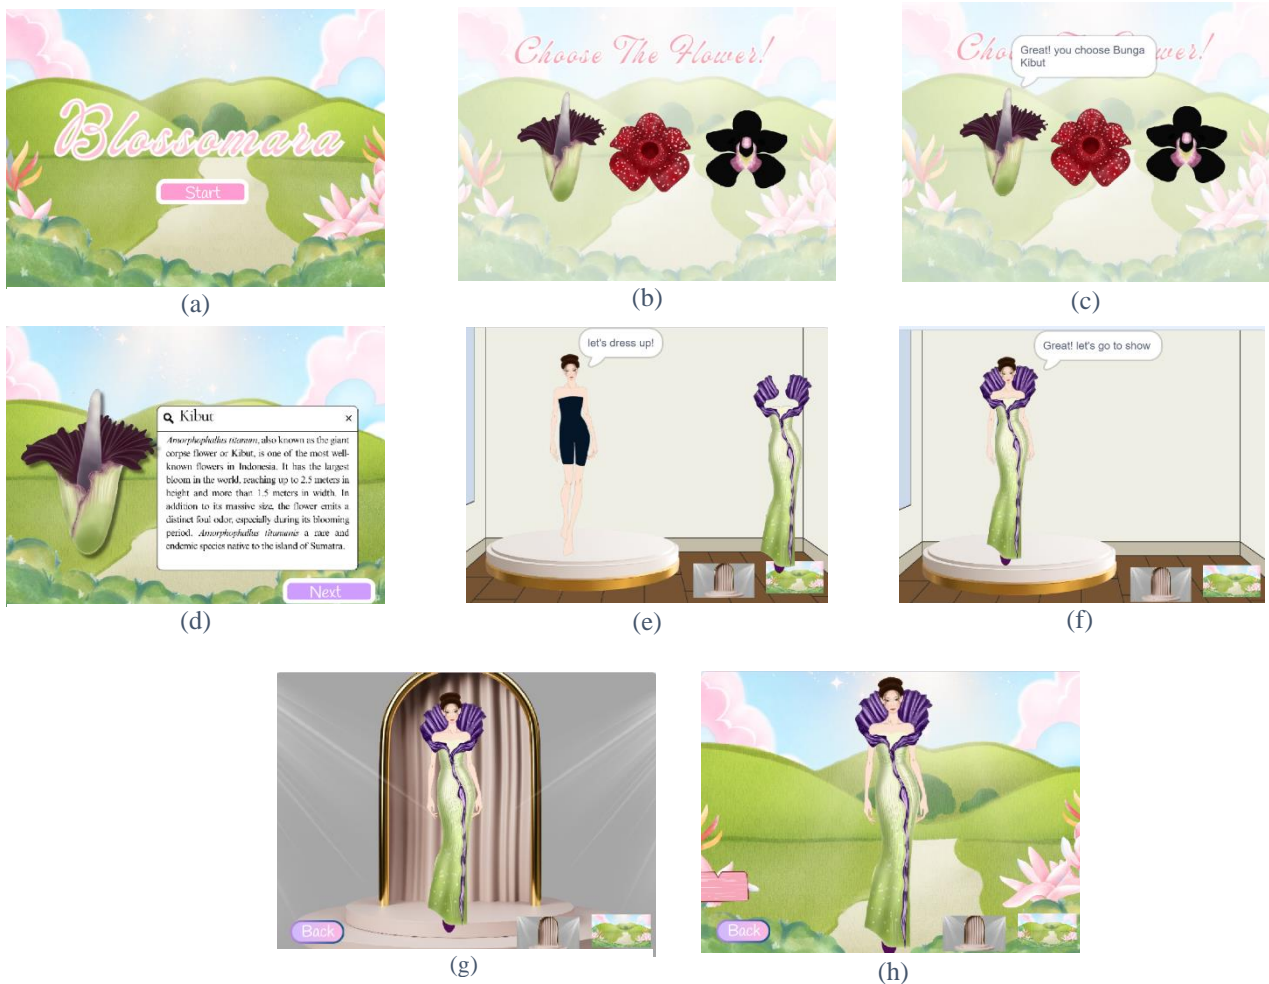 Blossomara
Start
(a)
Choose The Flower!
(b)
Great! you choose Bunga
Kibut
Choo wer!
(c)
Kibut ×
Amorphophallus titanum, also known as the giant
corpse flower or Kibut, is one of the most well-
known flowers in Indonesia. It has the largest
bloom in the world, reaching up to 2.5 meters in
height and more than 1.5 meters in width. In
addition to its massive size, the flower emits a
distinct foul odor, especially during its blooming
period. Amorphophallus titanumis a rare and
endemic species native to the island of Sumatra.
Next
(d)
let's dress up!
(e)
Great! let's go to show
(f)
Back
(g)
Back
(h)